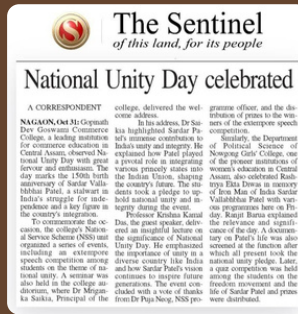 The Sentinel
of this land, for its people
National Unity Day celebrated
A CORRESPONDENT
NAGAON, Oct 31: Gopinath
Dev Goswami Commerce
College, a leading institution
for commerce education in
Central Assam, observed Na-
tional Unity Day with great
fervour and enthusiasm. The
day marks the 150th birth
anniversary of Sardar Valla-
bhbhai Patel, a stalwart in
India's struggle for inde-
pendence and a key figure in
the country's integration.
To commemorate the oc-
casion, the college's Nation-
al Service Scheme (NSS) unit
organized a series of events,
including an extempore
speech competition among
students on the theme of na-
tional unity. A seminar was
also held in the college au-
ditorium, where Dr Mrigan-
ka Saikia, Principal of the
college, delivered the wel-
come address.
In his address, Dr Sai-
kia highlighted Sardar Pa-
tel's immense contribution to
India's unity and integrity. He
explained how Patel played
a pivotal role in integrating
various princely states into
the Indian Union, shaping
the country's future. The stu-
dents took a pledge to up-
hold national unity and in-
tegrity during the event.
Professor Krishna Kamal
Das, the guest speaker, deliv-
ered an insightful lecture on
the significance of National
Unity Day. He emphasized
the importance of unity in a
diverse country like India
and how Sardar Patel's vision
continues to inspire future
generations. The event con-
cluded with a vote of thanks
from Dr Puja Neog, NSS pro-
gramme officer, and the dis-
tribution of prizes to the win-
ners of the extempore speech
competition.
Similarly, the Department
of Political Science of
Nowgong Girls' College, one
of the pioneer institutions of
women's education in Central
Assam, also celebrated Rash-
triya Ekta Diwas in memory
of Iron Man of India Sardar
Vallabhbhai Patel with vari-
ous programmes here on Fri-
day. Ranjit Barua explained
the relevance and signifi-
cance of the day. A documen-
tary on Patel's life was also
screened at the function after
which all present took the
national unity pledge. Later,
a quiz competition was held
among the students on the
freedom movement and the
life of Sardar Patel and prizes
were distributed.